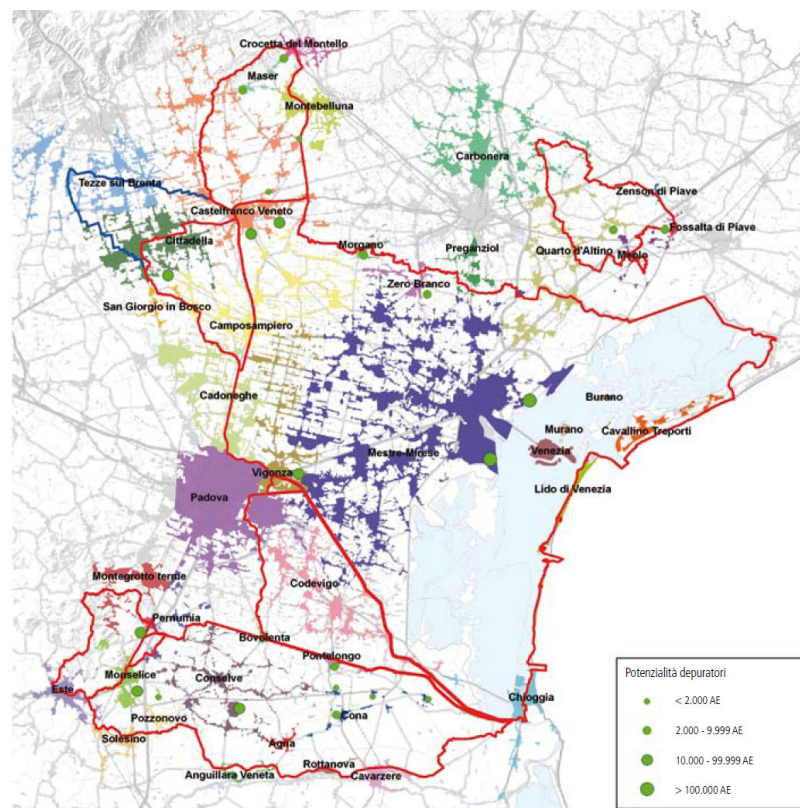 Crocetta del Montello
Maser
Montebelluna
Carbonera
Tezze sul Brenta
Zenson di Piave
Castelfranco Veneto
Fossalta di Piave
Cittadella
Morgano
Preganziol
Quarto d'Altino
Meolo
Zero Branco
San Giorgio in Bosco
Camposampiero
Cadoneghe
Burano
Murano
Cavallino Treporti
Mestre-Mirese
Venezia
Vigonza
Padova
Lido di Venezia
Montegrotto terme
Codevigo
Pernumia
Bovolenta
Pontelongo
Monselice
Conselve
Este
Chioggia
Pozzonovo
Cona
Solesino
Agna
Rottanova
Anguillara Veneta
Cavarzere
Potenzialità depuratori
< 2.000 AE
2.000 - 9.999 AE
10.000 - 99.999 AE
> 100.000 AE